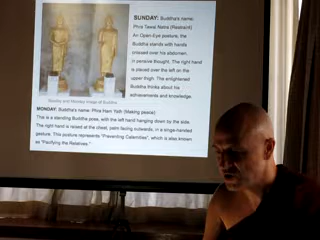 SUNDAY: Buddha's name:
Phra Tawai Netra (Restraint)
An Open-Eye posture, the
Buddha stands with hands
crossed over his abdomen,
in pensive thought. The right hand
is placed over the left on the
upper thigh. The enlightened
Buddha thinks about his
achievements and knowledge.
Sunday and Monday image of Buddha
MONDAY: Buddha's name: Phra Ham Yath (Making peace)
This is a standing Buddha pose, with the left hand hanging down by the side.
The right hand is raised at the chest, palm facing outwards, in a single-handed
gesture. This posture represents "Preventing Calamities", which is also known
as "Pacifying the Relatives."